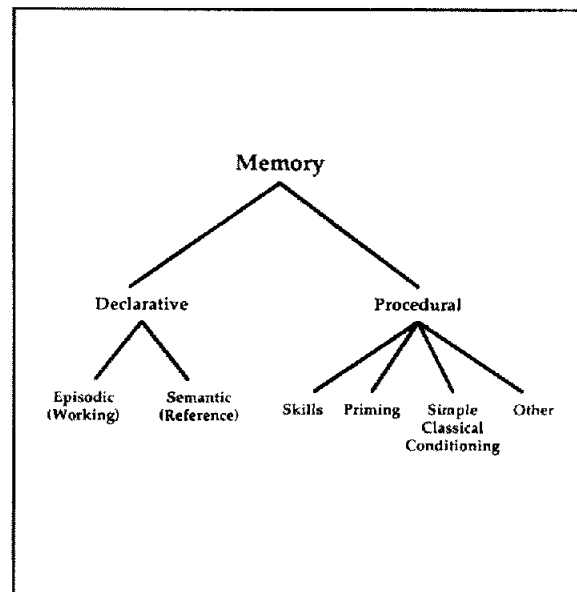 Memory
Declarative
Procedural
Episodic
(Working)
Semantic
(Reference)
Skills
Priming
Simple
Classical
Conditioning
Other